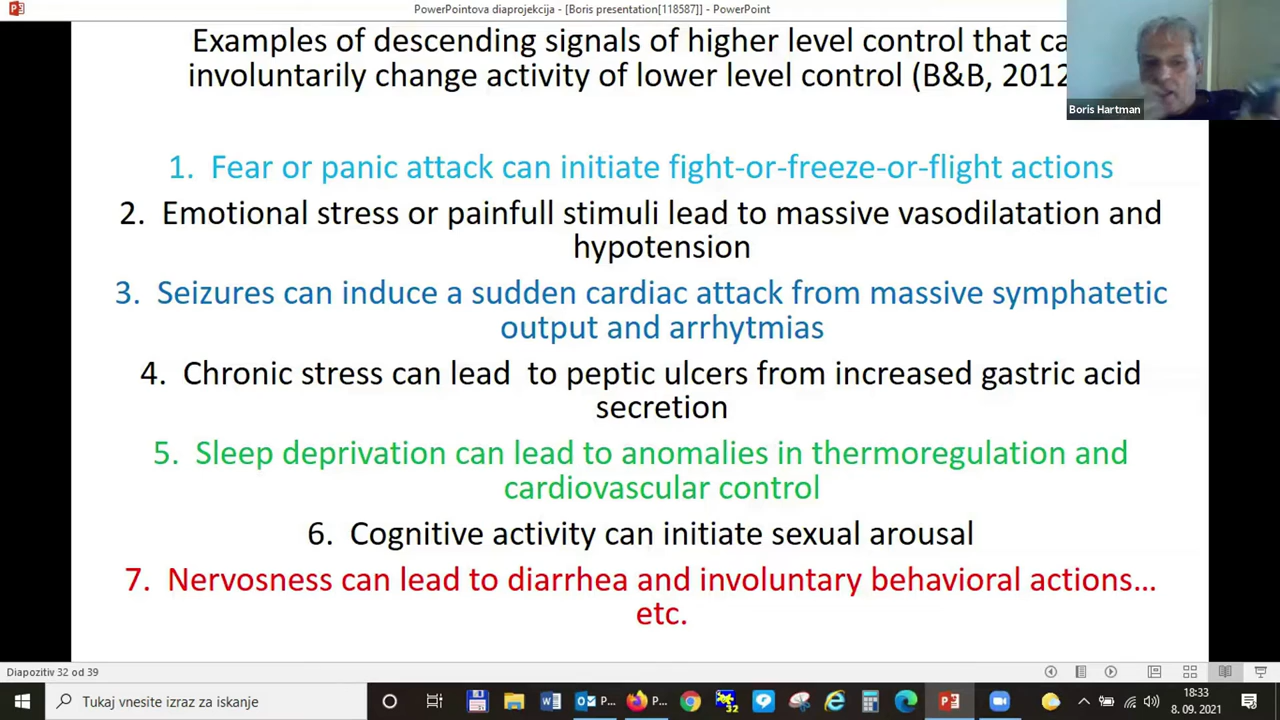 PowerPointova diaprojekcija - [Boris presentation[118587]] - PowerPoint
Examples of descending signals of higher level control that ca
involuntarily change activity of lower level control (B&B, 2012
Boris Hartman
1. Fear or panic attack can initiate fight-or-freeze-or-flight actions
2. Emotional stress or painfull stimuli lead to massive vasodilatation and
hypotension
3. Seizures can induce a sudden cardiac attack from massive symphatetic
output and arrhytmias
4. Chronic stress can lead to peptic ulcers from increased gastric acid
secretion
5. Sleep deprivation can lead to anomalies in thermoregulation and
cardiovascular control
6. Cognitive activity can initiate sexual arousal
7. Nervosness can lead to diarrhea and involuntary behavioral actions...
etc.
Diapozitiv 32 od 39
Tukaj vnesite izraz za iskanje
P...
P...
32
18:33
8. 09. 2021